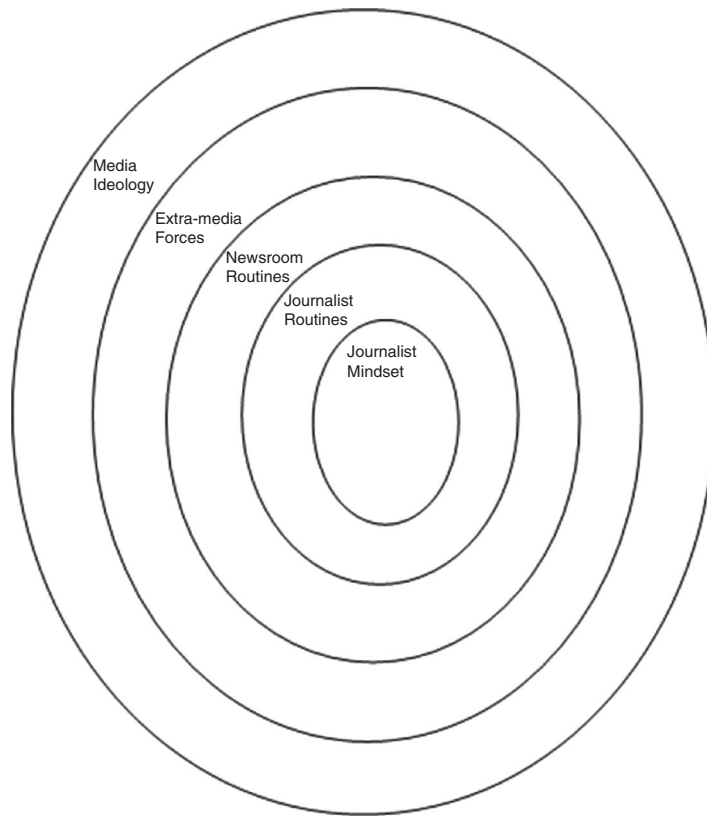 Media
Ideology
Extra-media
Forces
Newsroom
Routines
Journalist
Routines
Journalist
Mindset